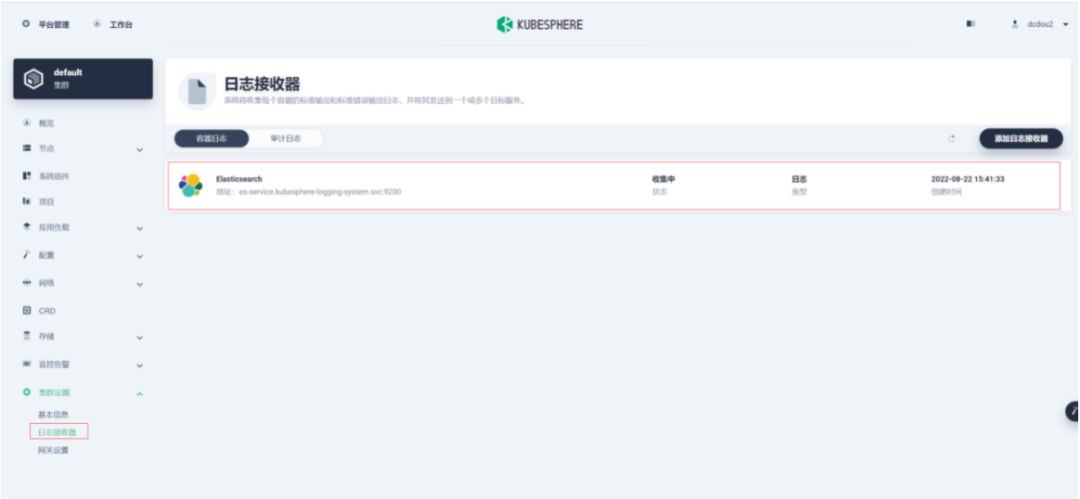 平台管理 工作台 KUBESPHERE dcdou2
default
集群
日志接收器
系统将收集每个容器的标准输出和标准错误输出日志，并将其发送到一个或多个目标服务。
容器日志 审计日志 添加日志接收器
Elasticsearch
地址：es-service.kubesphere-logging-system.svc:9200
收集中
状态
日志
类型
2022-08-22 15:41:33
创建时间
概览
节点
系统组件
项目
应用负载
配置
网络
CRD
存储
监控告警
集群设置
基本信息
日志接收器
网关设置